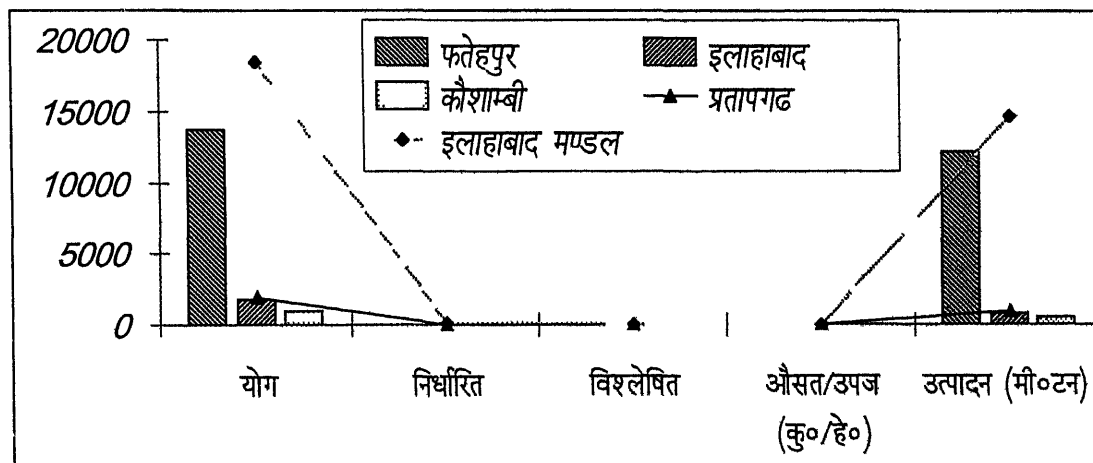 20000
15000
10000
5000
0
फतेहपुर
इलाहाबाद
कौशाम्बी
प्रतापगढ
इलाहाबाद मण्डल
योग
निर्धारित
विश्लेषित
औसत/उपज
(कु०/हे०)
उत्पादन (मी०टन)